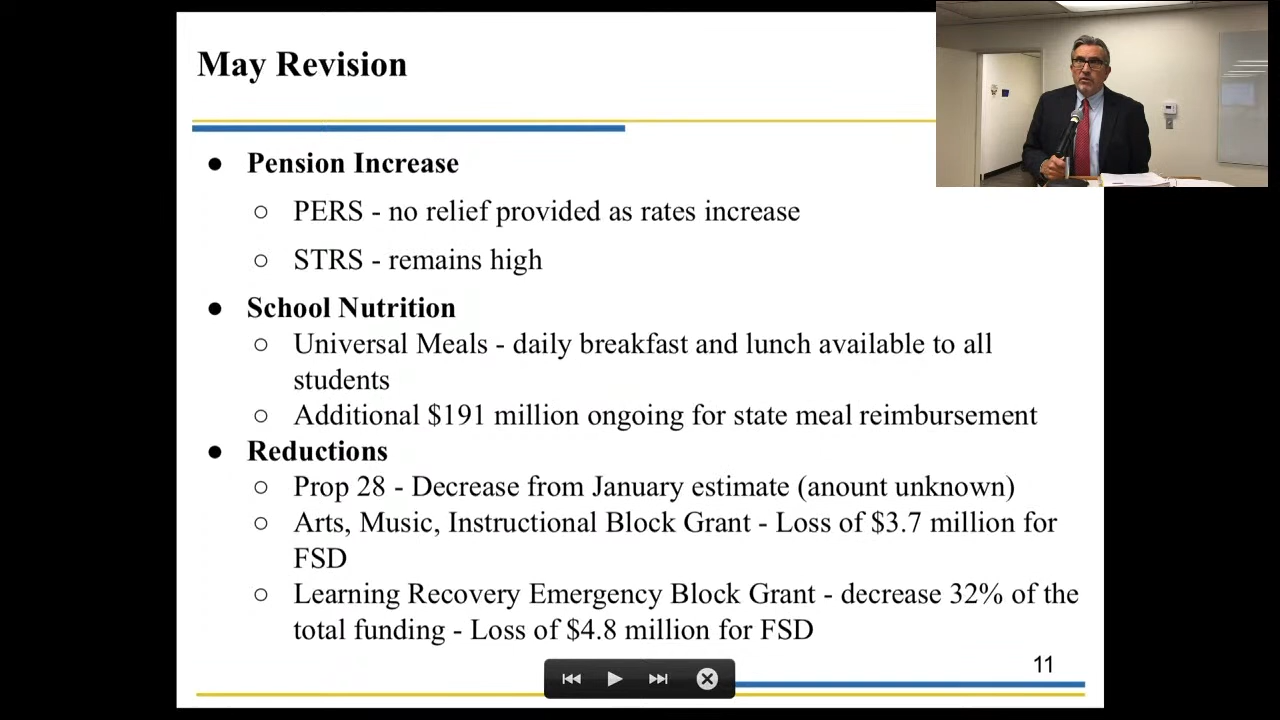 May Revision
● Pension Increase
○ PERS - no relief provided as rates increase
○ STRS - remains high
● School Nutrition
○ Universal Meals - daily breakfast and lunch available to all
students
○ Additional $191 million ongoing for state meal reimbursement
● Reductions
○ Prop 28 - Decrease from January estimate (anount unknown)
○ Arts, Music, Instructional Block Grant - Loss of $3.7 million for
FSD
○ Learning Recovery Emergency Block Grant - decrease 32% of the
total funding - Loss of $4.8 million for FSD
11